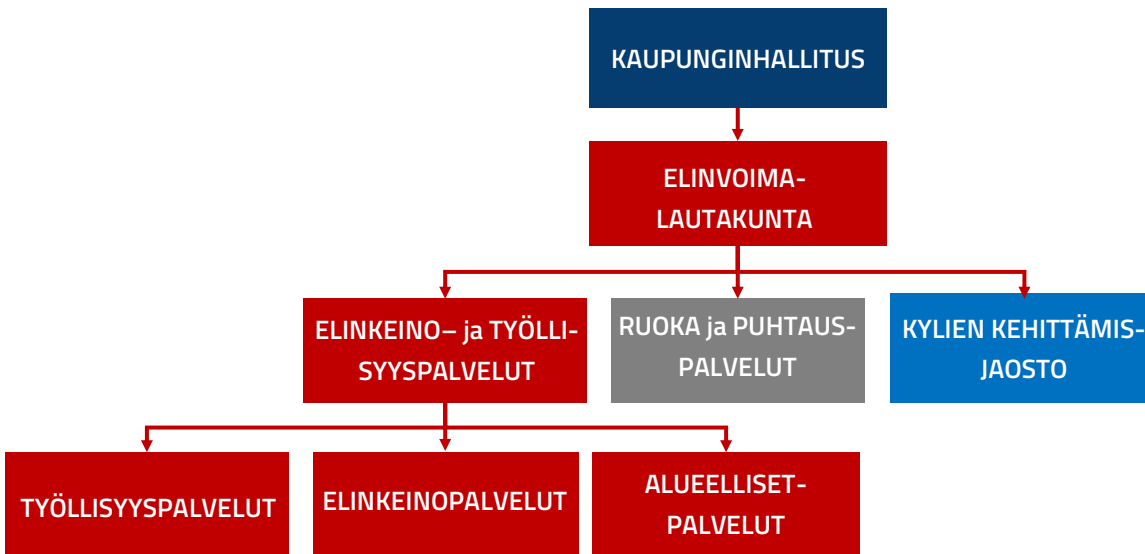 KAUPUNGINHALLITUS
ELINVOIMA-
LAUTAKUNTA
ELINKEINO– ja TYÖLLI-
SYYSPALVELUT
RUOKA ja PUHTAUS-
PALVELUT
KYLIEN KEHITTÄMIS-
JAOSTO
TYÖLLISYYSPALVELUT
ELINKEINOPALVELUT
ALUEELLISET-
PALVELUT